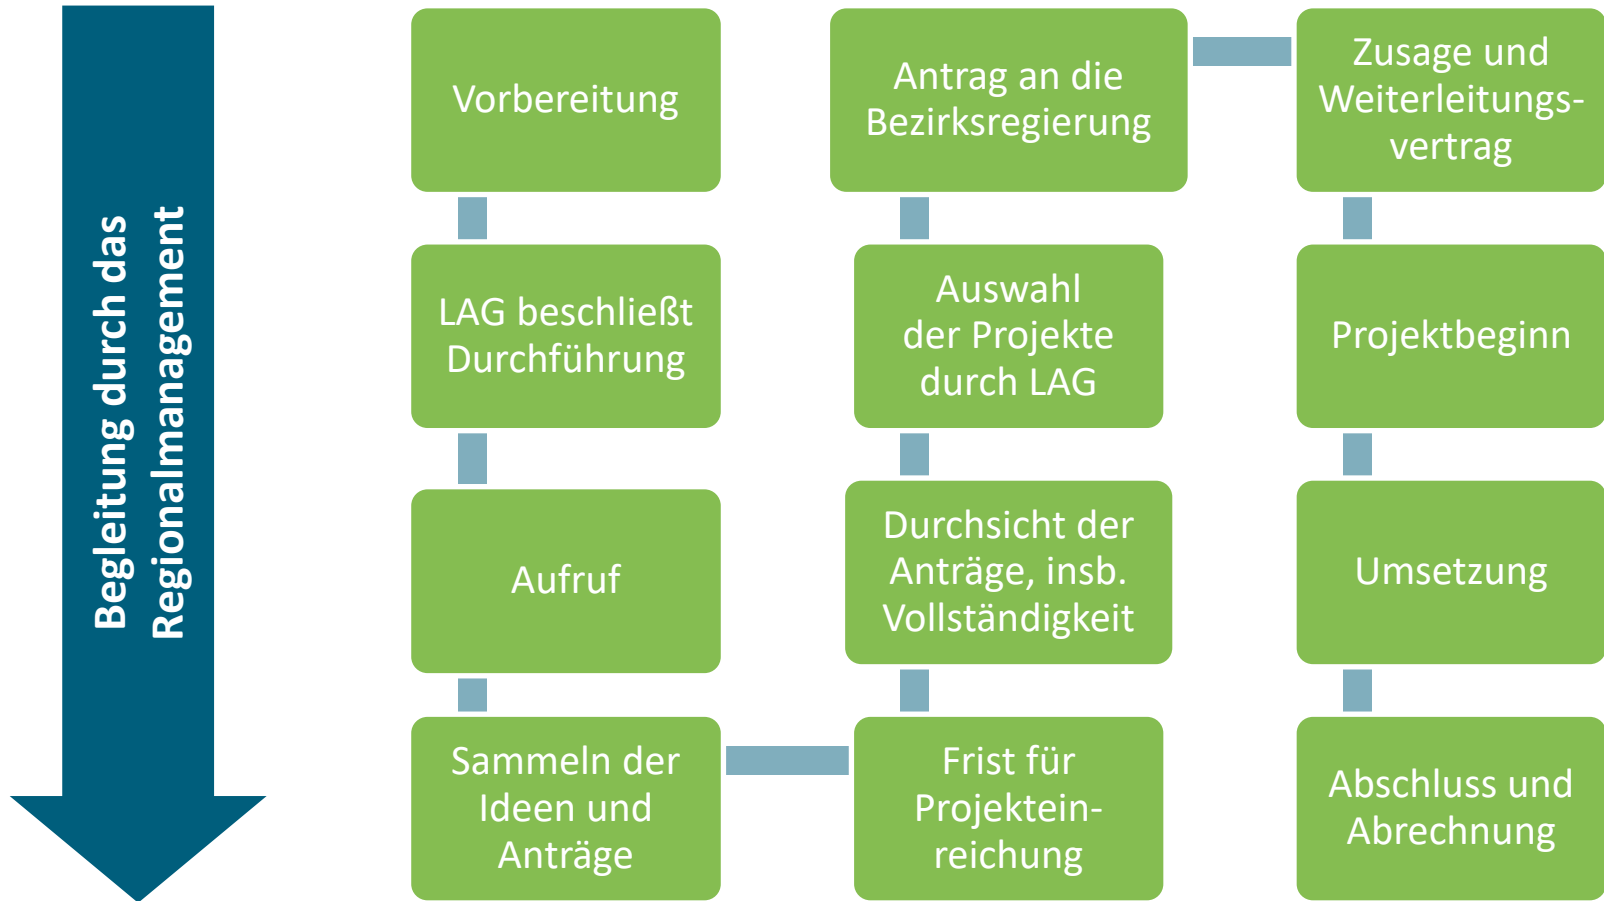 Begleitung durch das
Regionalmanagement
Vorbereitung
LAG beschließt
Durchführung
Aufruf
Sammeln der
Ideen und
Anträge
Frist für
Projektein-
reichung
Durchsicht der
Anträge, insb.
Vollständigkeit
Auswahl
der Projekte
durch LAG
Antrag an die
Bezirksregierung
Zusage und
Weiterleitungs-
vertrag
Projektbeginn
Umsetzung
Abschluss und
Abrechnung